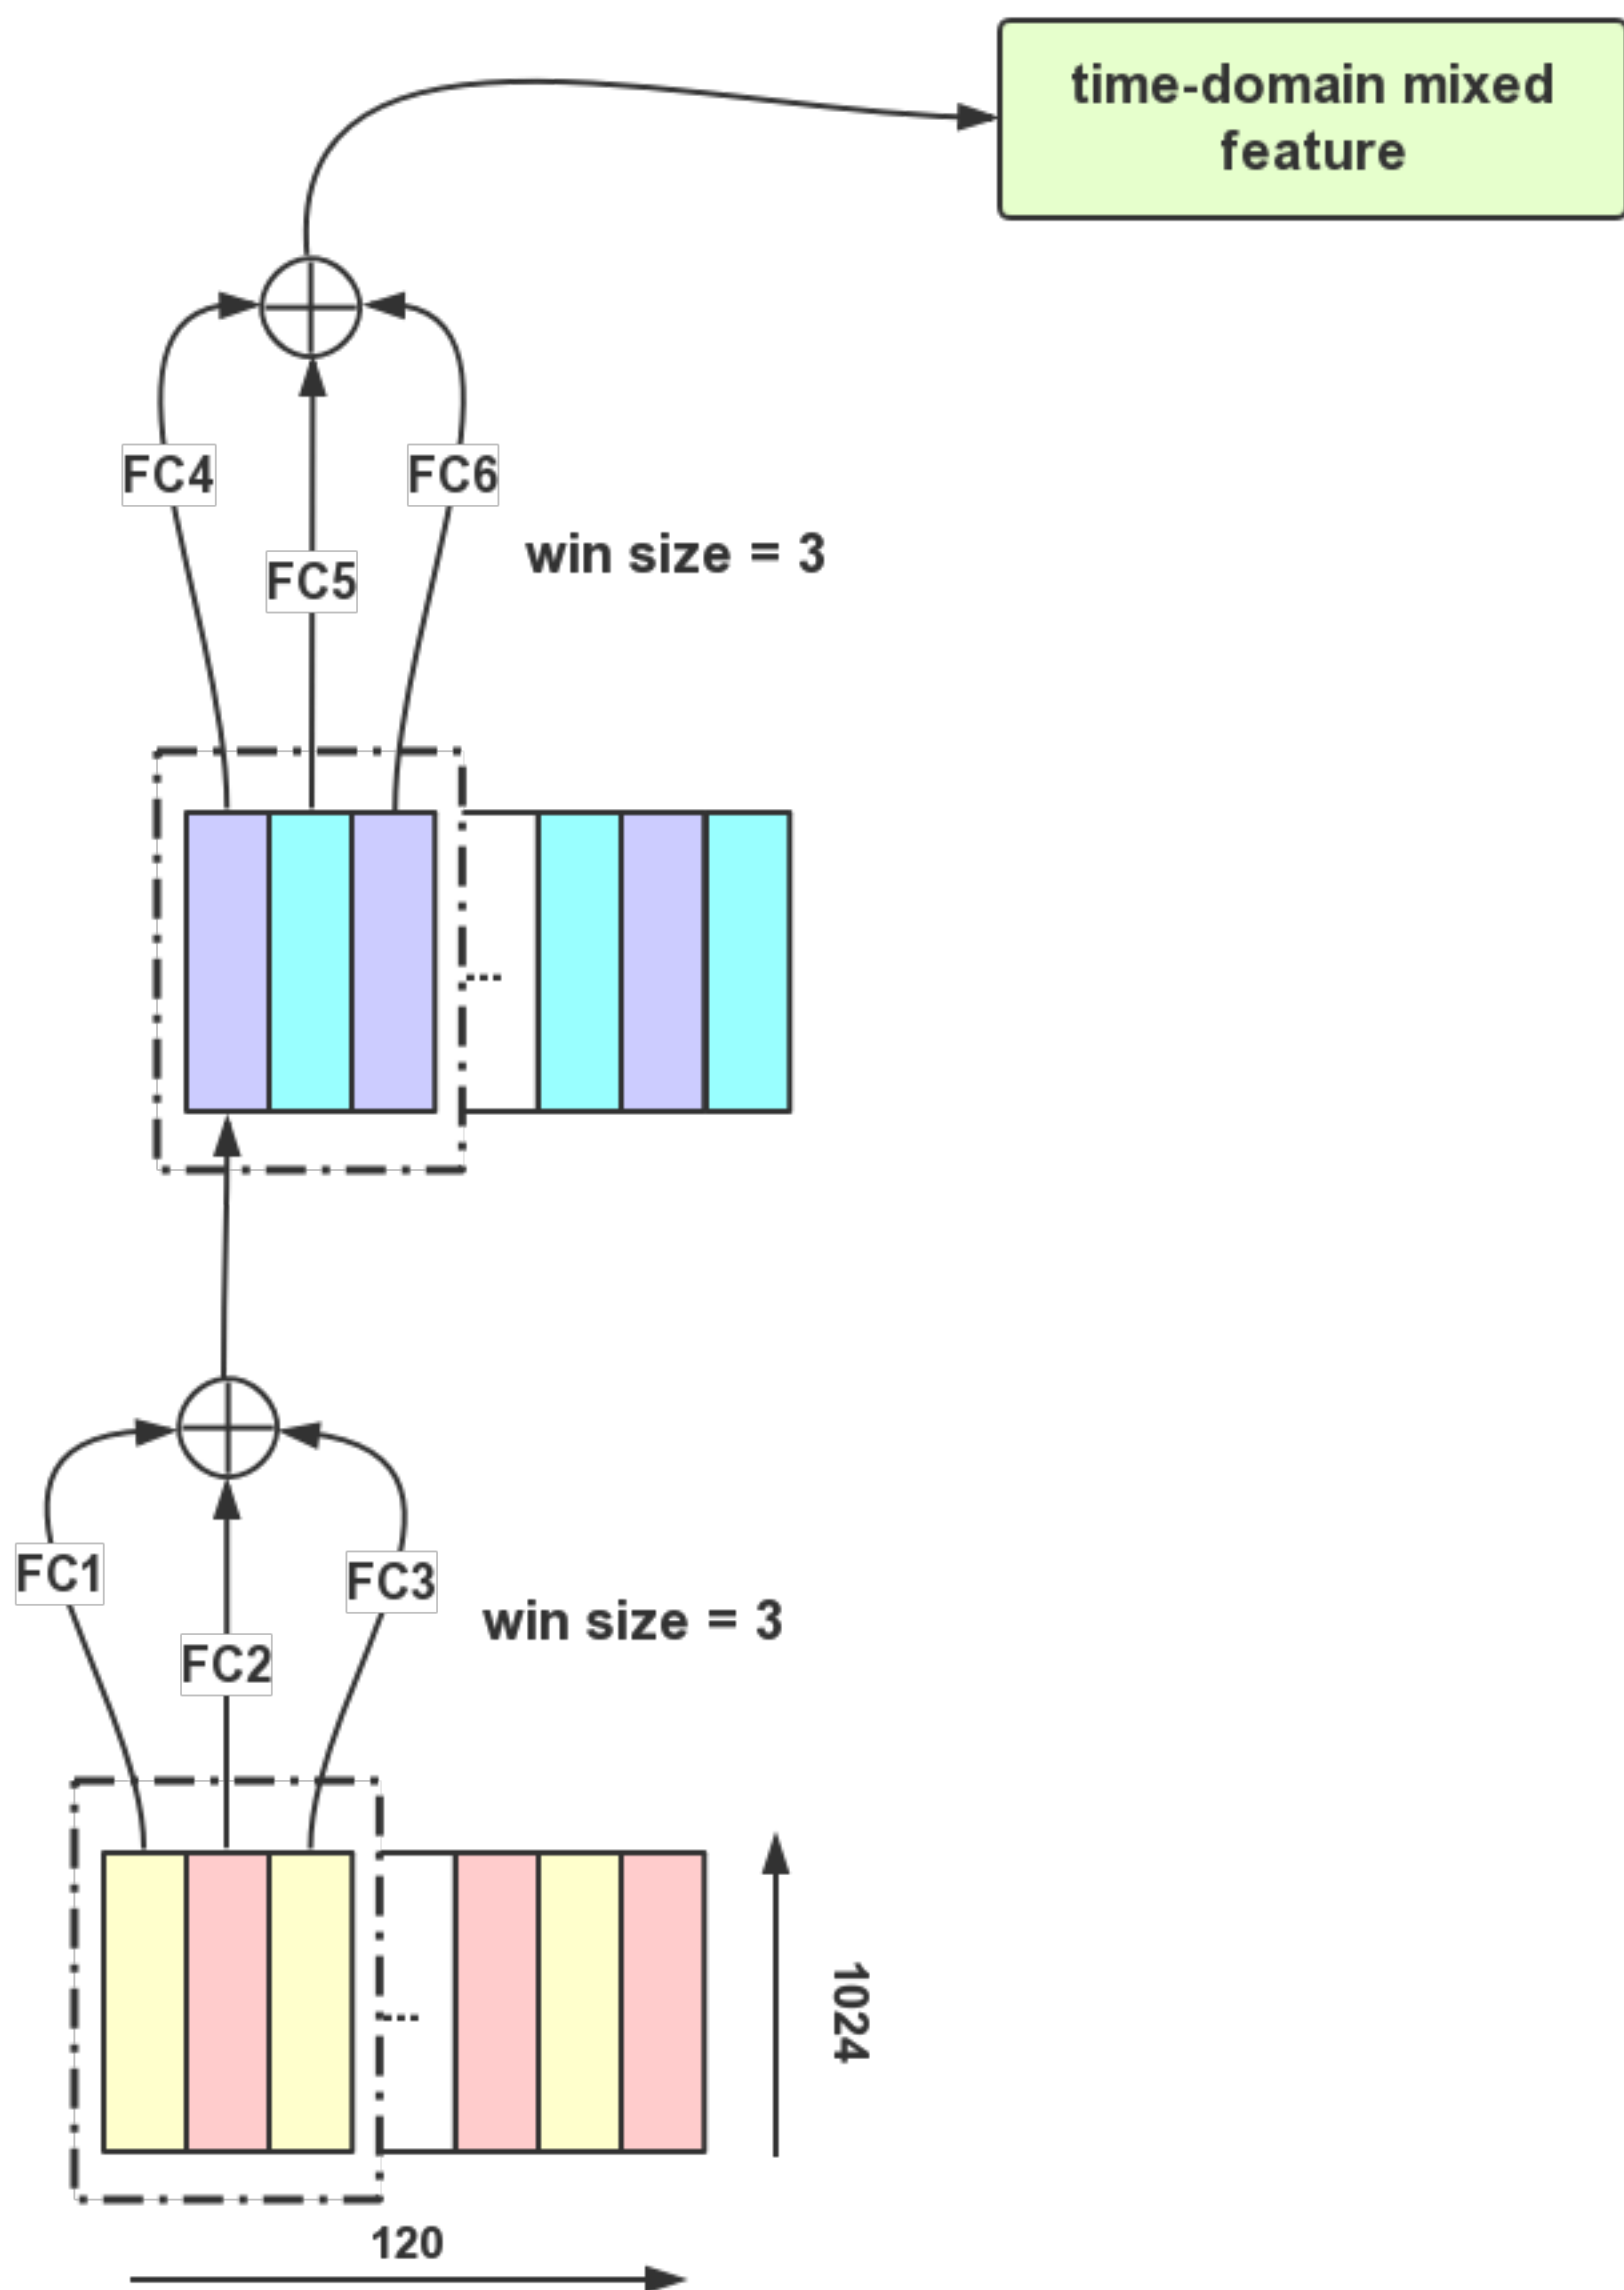 time-domain mixed
feature
FC4
FC6
win size = 3
FC5
...
FC1
FC3
win size = 3
FC2
...
1024
120